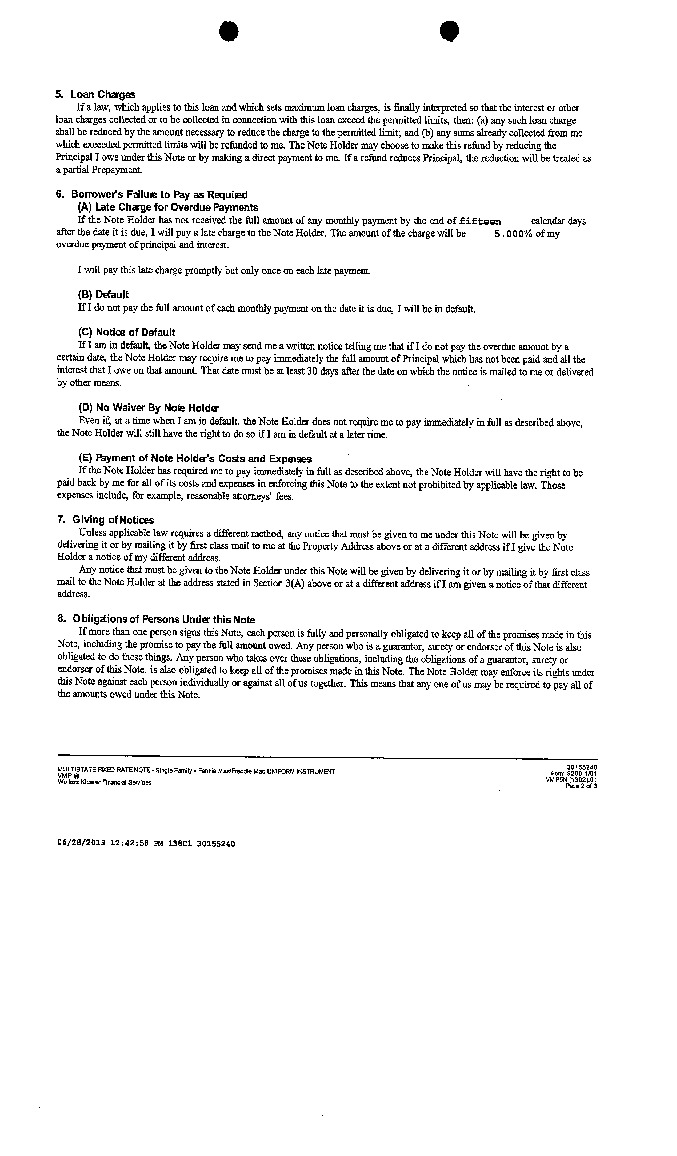 5. Loan Charges
If a law, which applies to this loan and which sets maximum loan charges, is finally interpreted so that the interest or other
loan charges collected or to be collected in connection with this loan exceed the permitted limits, then: (a) any such loan charge
shall be reduced by the amount necessary to reduce the charge to the permitted limit; and (b) any sums already collected from me
which exceeded permitted limits will be refunded to me. The Note Holder may choose to make this refund by reducing the
Principal I owe under this Note or by making a direct payment to me. If a refund reduces Principal, the reduction will be treated as
a partial Prepayment.
6. Borrower's Failure to Pay as Required
(A) Late Charge for Overdue Payments
If the Note Holder has not received the full amount of any monthly payment by the end of fifteen calendar days
after the date it is due, I will pay a late charge to the Note Holder. The amount of the charge will be 5.000% of my
overdue payment of principal and interest.
I will pay this late charge promptly but only once on each late payment.
(B) Default
If I do not pay the full amount of each monthly payment on the date it is due, I will be in default.
(C) Notice of Default
If I am in default, the Note Holder may send me a written notice telling me that if I do not pay the overdue amount by a
certain date, the Note Holder may require me to pay immediately the full amount of Principal which has not been paid and all the
interest that I owe on that amount. That date must be at least 30 days after the date on which the notice is mailed to me or delivered
by other means.
(D) No Waiver By Note Holder
Even if, at a time when I am in default, the Note Holder does not require me to pay immediately in full as described above,
the Note Holder will still have the right to do so if I am in default at a later time.
(E) Payment of Note Holder's Costs and Expenses
If the Note Holder has required me to pay immediately in full as described above, the Note Holder will have the right to be
paid back by me for all of its costs and expenses in enforcing this Note to the extent not prohibited by applicable law. Those
expenses include, for example, reasonable attorneys' fees.
7. Giving of Notices
Unless applicable law requires a different method, any notice that must be given to me under this Note will be given by
delivering it or by mailing it by first class mail to me at the Property Address above or at a different address if I give the Note
Holder a notice of my different address.
Any notice that must be given to the Note Holder under this Note will be given by delivering it or by mailing it by first class
mail to the Note Holder at the address stated in Section 3(A) above or at a different address if I am given a notice of that different
address.
8. Obligations of Persons Under this Note
If more than one person signs this Note, each person is fully and personally obligated to keep all of the promises made in this
Note, including the promise to pay the full amount owed. Any person who is a guarantor, surety or endorser of this Note is also
obligated to do these things. Any person who takes over these obligations, including the obligations of a guarantor, surety or
endorser of this Note, is also obligated to keep all of the promises made in this Note. The Note Holder may enforce its rights under
this Note against each person individually or against all of us together. This means that any one of us may be required to pay all of
the amounts owed under this Note.
MULTISTATE FIXED RATE NOTE - Single Family - Fannie Mae/Freddie Mac UNIFORM INSTRUMENT
VMP ®
Wolters Kluwer Financial Services
30155240
Form 3200 1/01
Page 2 of 3
06/28/2013 12:42:58 PM 138C1 30155240